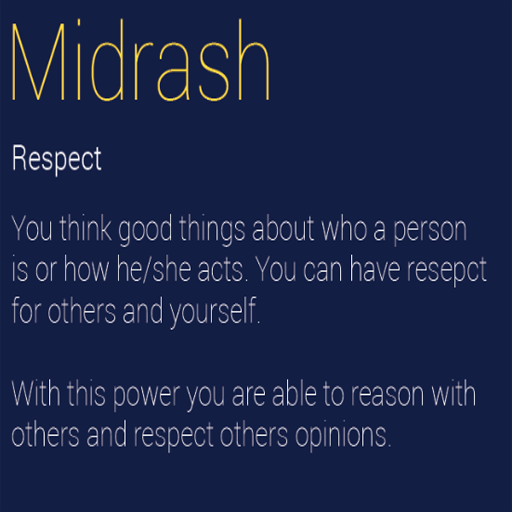 Midrash
Respect
You think good things about who a person
is or how he/she acts. You can have resepct
for others and yourself.
With this power you are able to reason with
others and respect others opinions.